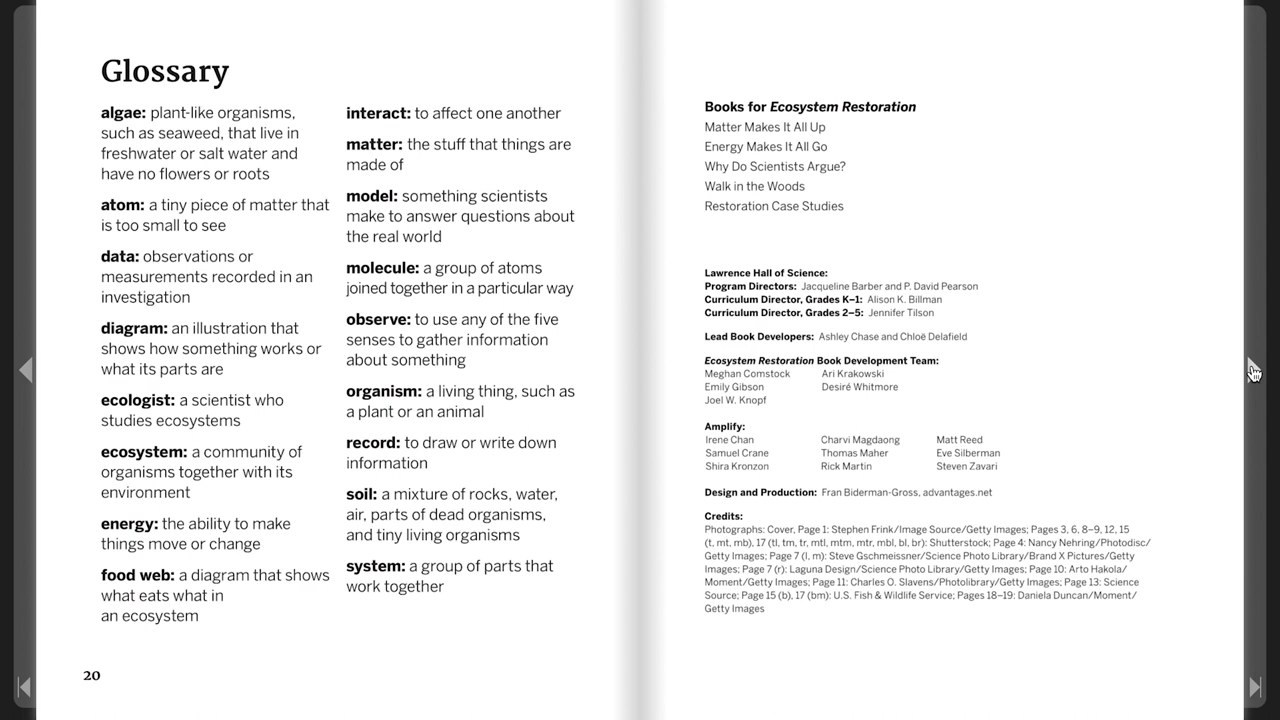 Glossary
algae: plant-like organisms,
such as seaweed, that live in
freshwater or salt water and
have no flowers or roots
atom: a tiny piece of matter that
is too small to see
data: observations or
measurements recorded in an
investigation
diagram: an illustration that
shows how something works or
what its parts are
ecologist: a scientist who
studies ecosystems
ecosystem: a community of
organisms together with its
environment
energy: the ability to make
things move or change
food web: a diagram that shows
what eats what in
an ecosystem
interact: to affect one another
matter: the stuff that things are
made of
model: something scientists
make to answer questions about
the real world
molecule: a group of atoms
joined together in a particular way
observe: to use any of the five
senses to gather information
about something
organism: a living thing, such as
a plant or an animal
record: to draw or write down
information
soil: a mixture of rocks, water,
air, parts of dead organisms,
and tiny living organisms
system: a group of parts that
work together
20
Books for Ecosystem Restoration
Matter Makes It All Up
Energy Makes It All Go
Why Do Scientists Argue?
Walk in the Woods
Restoration Case Studies
Lawrence Hall of Science:
Program Directors: Jacqueline Barber and P. David Pearson
Curriculum Director, Grades K–1: Alison K. Billman
Curriculum Director, Grades 2–5: Jennifer Tilson
Lead Book Developers: Ashley Chase and Chloë Delafield
Ecosystem Restoration Book Development Team:
Meghan Comstock Ari Krakowski
Emily Gibson Desiré Whitmore
Joel W. Knopf
Amplify:
Irene Chan Charvi Magdaong Matt Reed
Samuel Crane Thomas Maher Eve Silberman
Shira Kronzon Rick Martin Steven Zavari
Design and Production: Fran Biderman-Gross, advantages.net
Credits:
Photographs: Cover, Page 1: Stephen Frink/Image Source/Getty Images; Pages 3, 6, 8–9, 12, 15
(t, mt, mb), 17 (tl, tm, tr, mtl, mtm, mtr, mbl, bl, br): Shutterstock; Page 4: Nancy Nehring/Photodisc/
Getty Images; Page 7 (l, m): Steve Gschmeissner/Science Photo Library/Brand X Pictures/Getty
Images; Page 7 (r): Laguna Design/Science Photo Library/Getty Images; Page 10: Arto Hakola/
Moment/Getty Images; Page 11: Charles O. Slavens/Photolibrary/Getty Images; Page 13: Science
Source; Page 15 (b), 17 (bm): U.S. Fish & Wildlife Service; Pages 18–19: Daniela Duncan/Moment/
Getty Images